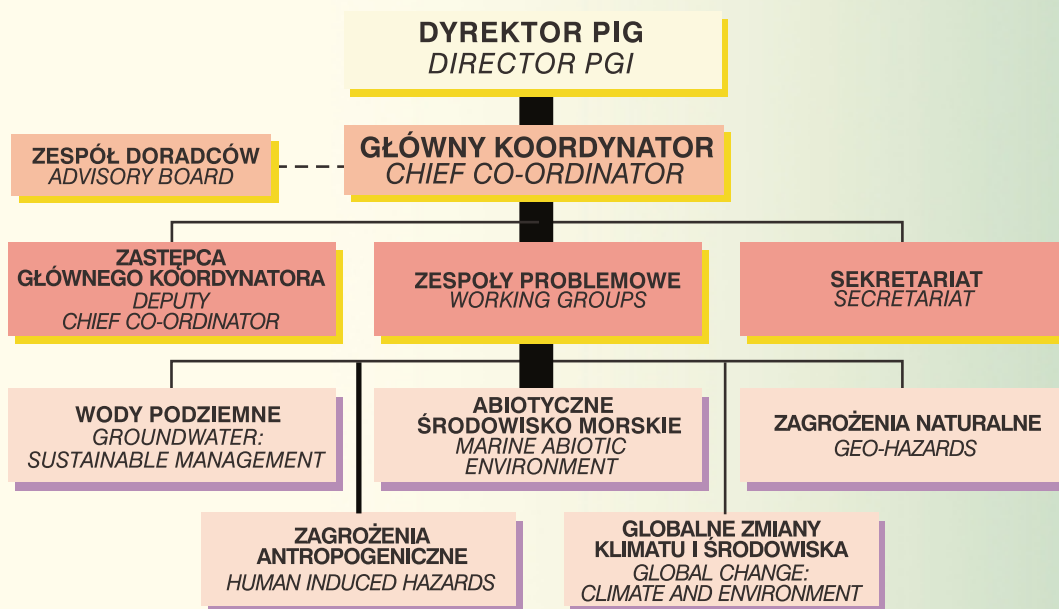 DYREKTOR PIG
DIRECTOR PGI
ZESPÓŁ DORADCÓW
ADVISORY BOARD
GŁÓWNY KOORDYNATOR
CHIEF CO-ORDINATOR
ZASTĘPCA
GŁÓWNEGO KOORDYNATORA
DEPUTY
CHIEF CO-ORDINATOR
ZESPOŁY PROBLEMOWE
WORKING GROUPS
SEKRETARIAT
SECRETARIAT
WODY PODZIEMNE
GROUNDWATER:
SUSTAINABLE MANAGEMENT
ABIOTYCZNE
ŚRODOWISKO MORSKIE
MARINE ABIOTIC
ENVIRONMENT
ZAGROŻENIA NATURALNE
GEO-HAZARDS
ZAGROŻENIA
ANTROPOGENICZNE
HUMAN INDUCED HAZARDS
GLOBALNE ZMIANY
KLIMATU I ŚRODOWISKA
GLOBAL CHANGE:
CLIMATE AND ENVIRONMENT